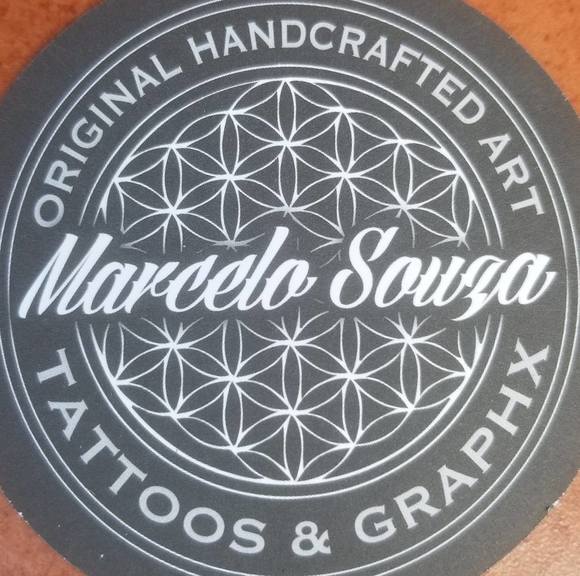 ORIGINAL HANDCRAFTED ART
Marcelo Souza
TATTOOS & GRAPHX